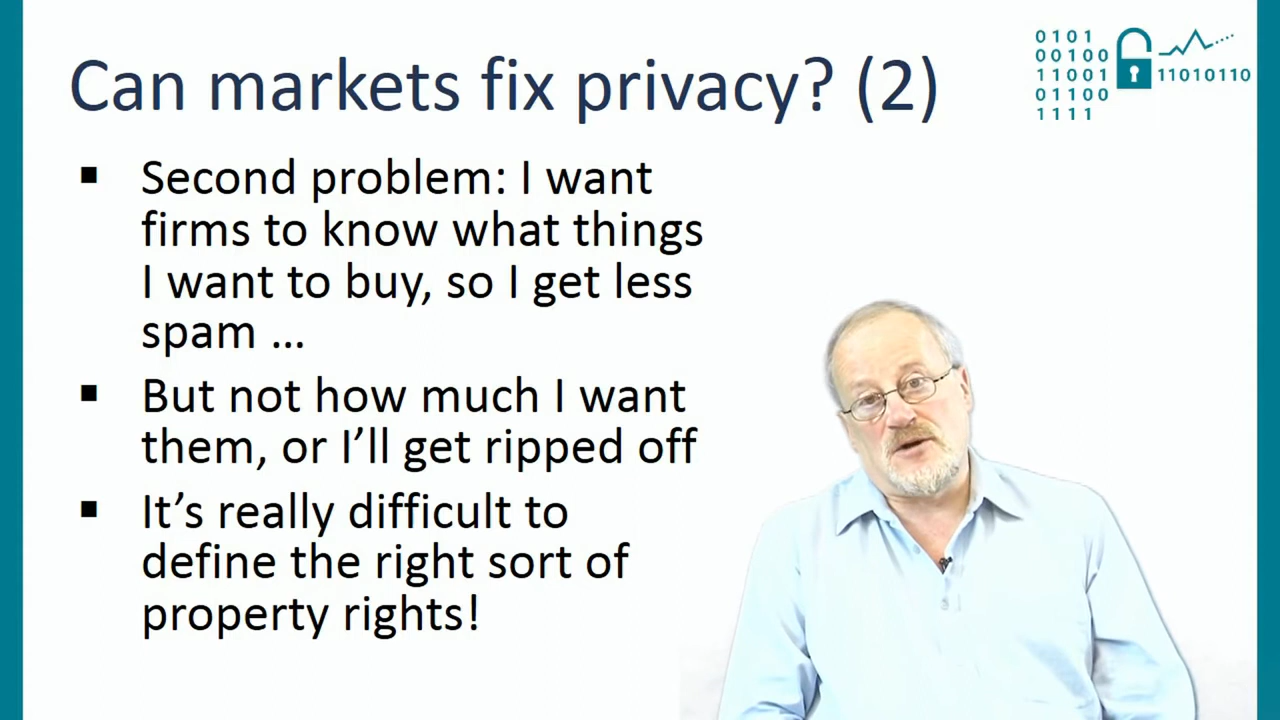 Can markets fix privacy? (2)
0101
00100
11001
01100
1111
11010110
▪ Second problem: I want
firms to know what things
I want to buy, so I get less
spam ...
▪ But not how much I want
them, or I’ll get ripped off
▪ It’s really difficult to
define the right sort of
property rights!